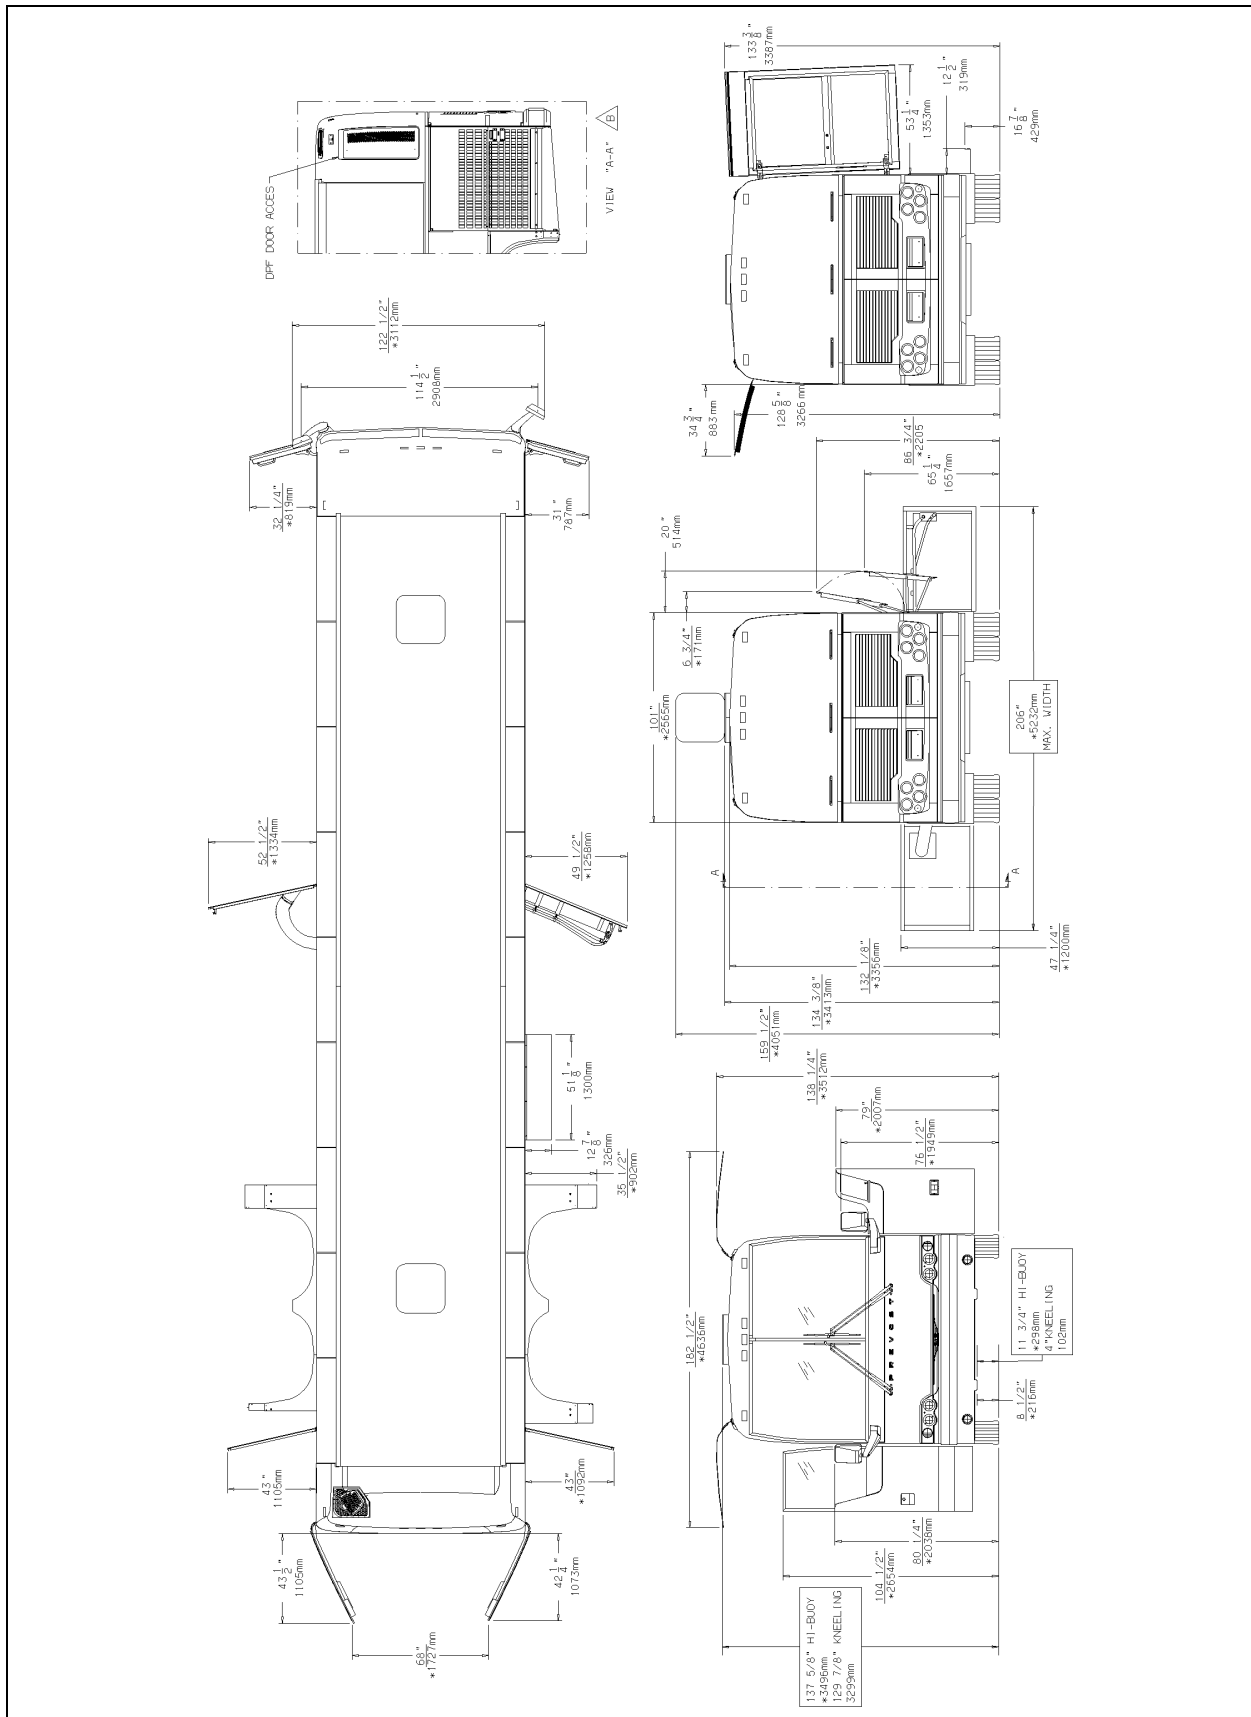 DPF DOOR ACCES
VIEW "A-A"
B
122 1/2"
*3112mm
114 1/2"
2908mm
32 1/4"
*819mm
31"
787mm
52 1/2"
*1334mm
49 1/2"
*1258mm
51 1/8"
1300mm
12 7/8"
326mm
35 1/2"
*902mm
43"
1105mm
43"
*1092mm
43 1/2"
1105mm
42 1/4"
1073mm
68"
*1727mm
133 3/8"
3387mm
53 1/4"
1353mm
12 1/2"
319mm
16 7/8"
429mm
34 3/4"
883mm
128 5/8"
3266mm
86 3/4"
*2205
65 1/4"
1657mm
20"
514mm
6 3/4"
*171mm
101"
*2565mm
206"
*5232mm
MAX. WIDTH
A
A
47 1/4"
*1200mm
132 1/8"
*3356mm
134 3/8"
*3413mm
159 1/2"
*4051mm
138 1/4"
*3512mm
79"
*2007mm
76 1/2"
*1949mm
182 1/2"
*4636mm
PREVOST
11 3/4" HI-BUOY
*298mm
4"KNEELING
102mm
8 1/2"
*216mm
80 1/4"
*2038mm
104 1/2"
*2654mm
137 5/8" HI-BUOY
*3496mm
129 7/8" KNEELING
3299mm